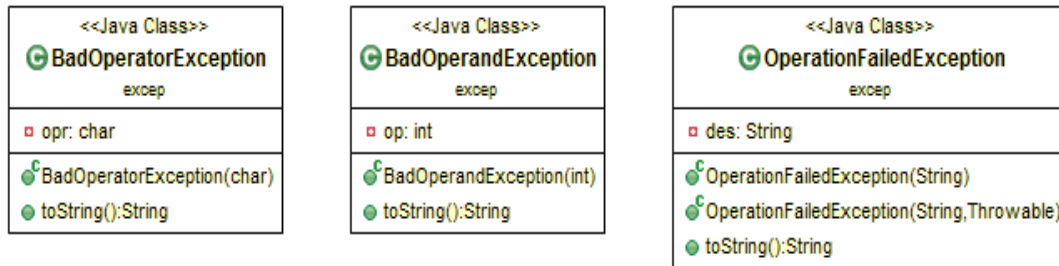 <<Java Class>>
BadOperatorException
excep
opr: char
BadOperatorException(char)
toString():String
<<Java Class>>
BadOperandException
excep
op: int
BadOperandException(int)
toString():String
<<Java Class>>
OperationFailedException
excep
des: String
OperationFailedException(String)
OperationFailedException(String,Throwable)
toString():String